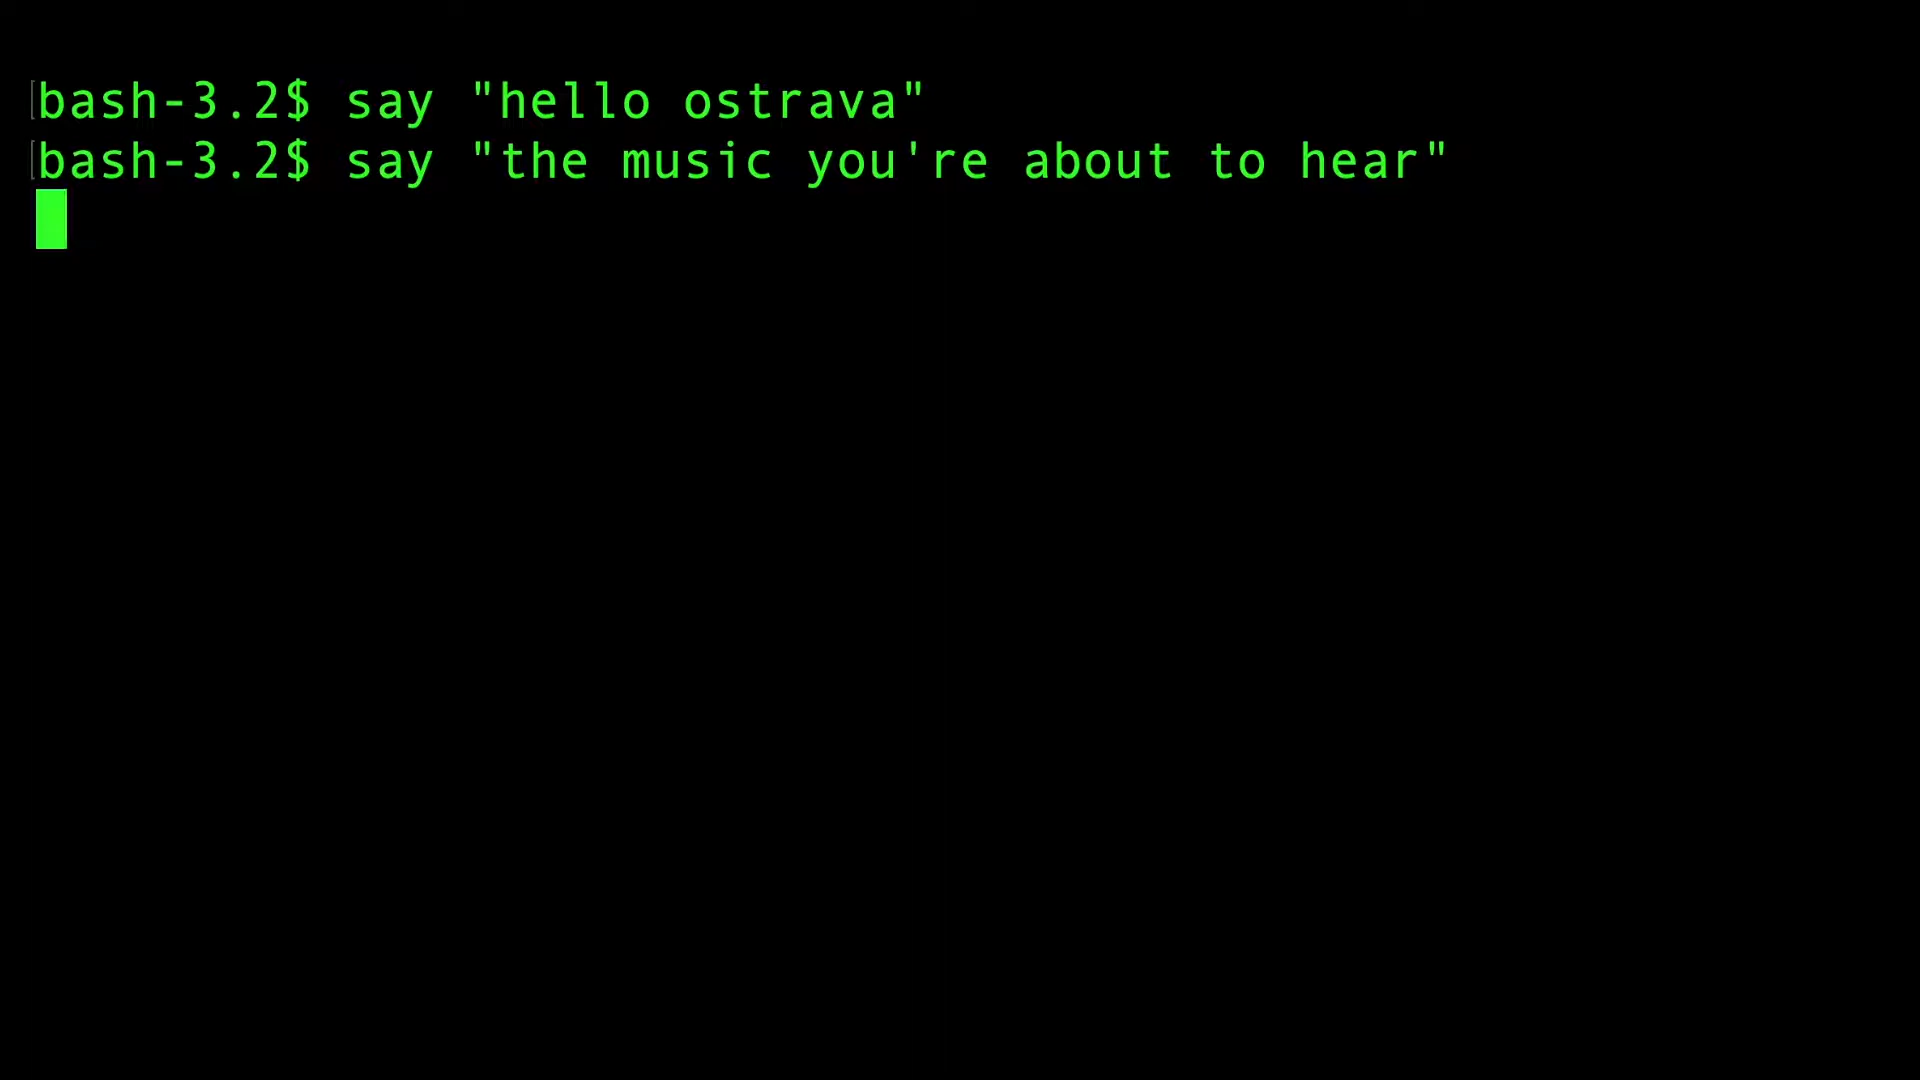 bash-3.2$ say "hello ostrava"
bash-3.2$ say "the music you're about to hear"